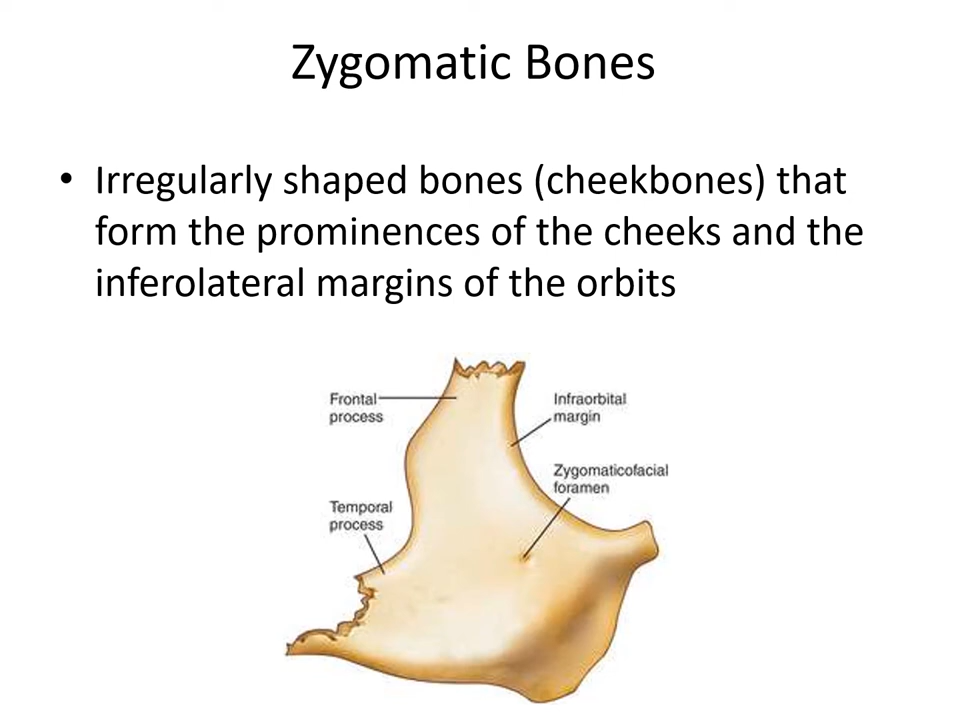 Zygomatic Bones
• Irregularly shaped bones (cheekbones) that
form the prominences of the cheeks and the
inferolateral margins of the orbits
Frontal
process
Infraorbital
margin
Zygomaticofacial
foramen
Temporal
process